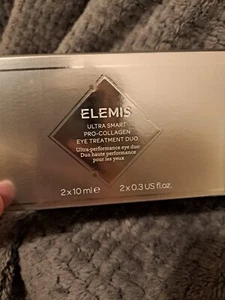 ELEMIS
ULTRA SMART
PRO-COLLAGEN
EYE TREATMENT DUO
Ultra-performance eye duo
Duo haute performance
pour les yeux
2 x 10 ml ℮ 2 x 0.3 US fl.oz.